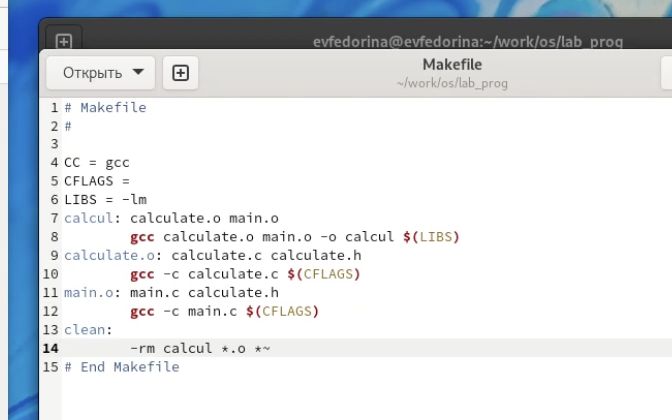 evfedorina@evfedorina:~/work/os/lab_prog
Открыть
Makefile
~/work/os/lab_prog
1 # Makefile
2 #
3
4 CC = gcc
5 CFLAGS =
6 LIBS = -lm
7 calcul: calculate.o main.o
8 gcc calculate.o main.o -o calcul $(LIBS)
9 calculate.o: calculate.c calculate.h
10 gcc -c calculate.c $(CFLAGS)
11 main.o: main.c calculate.h
12 gcc -c main.c $(CFLAGS)
13 clean:
14 -rm calcul *.o *~
15 # End Makefile